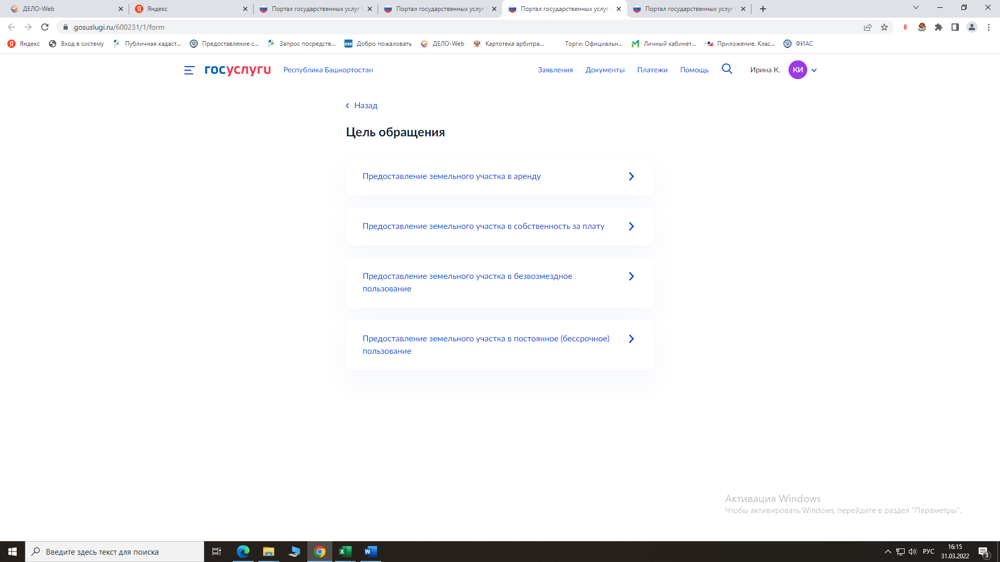 ДЕЛО-Web
Яндекс
Портал государственных услуг
Портал государственных услуг
Портал государственных услуг
Портал государственных услуг
gosuslugi.ru/600231/1/form
Яндекс
Вход в систему
Публичная кадаст...
Предоставление с...
Запрос посредств...
Добро пожаловать
ДЕЛО-Web
Картотека арбитра...
Торги: Официальн...
Личный кабинет...
Приложение. Клас...
ФИАС
госуслуги
Республика Башкортостан
Заявления
Документы
Платежи
Помощь
Ирина К.
КИ
Назад
Цель обращения
Предоставление земельного участка в аренду
Предоставление земельного участка в собственность за плату
Предоставление земельного участка в безвозмездное
пользование
Предоставление земельного участка в постоянное (бессрочное)
пользование
Активация Windows
Чтобы активировать Windows, перейдите в раздел "Параметры".
Введите здесь текст для поиска
РУС
16:15
31.03.2022
3